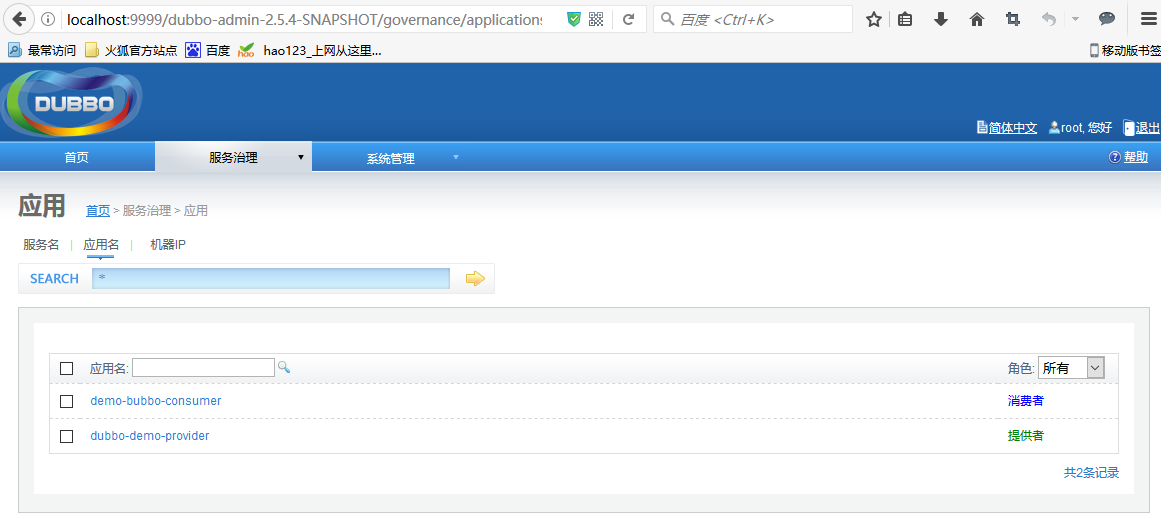 localhost:9999/dubbo-admin-2.5.4-SNAPSHOT/governance/applications
百度 <Ctrl+K>
最常访问 火狐官方站点 百度 hao123_上网从这里... 移动版书签
DUBBO
简体中文 root, 您好 退出
首页 服务治理 系统管理 帮助
应用 首页 > 服务治理 > 应用
服务名 | 应用名 | 机器IP
SEARCH *
应用名: 角色: 所有
demo-bubbo-consumer 消费者
dubbo-demo-provider 提供者
共2条记录